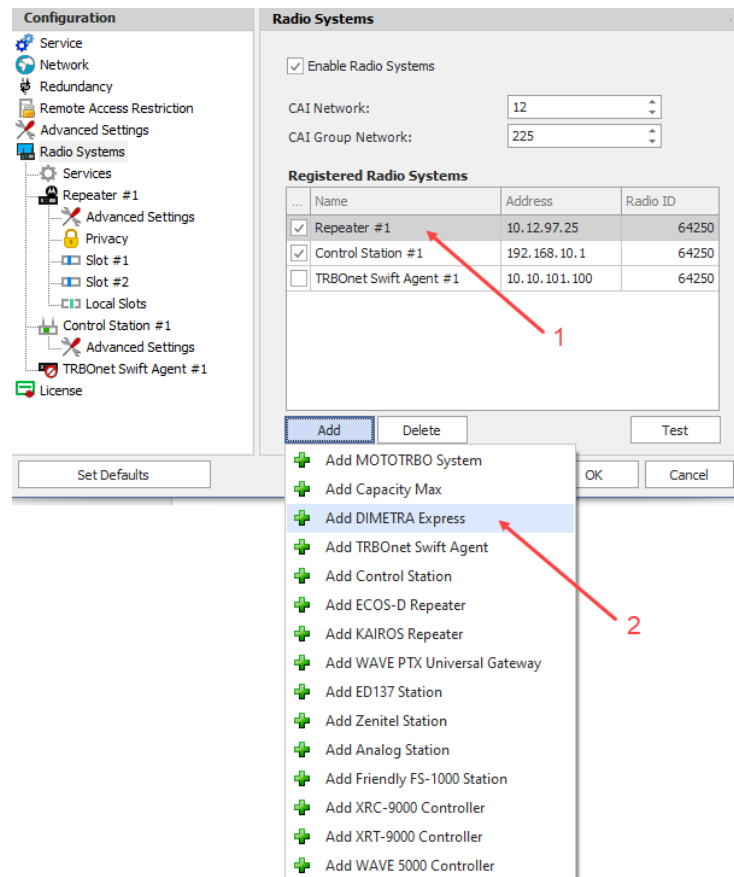 Configuration
Service
Network
Redundancy
Remote Access Restriction
Advanced Settings
Radio Systems
Services
Repeater #1
Advanced Settings
Privacy
Slot #1
Slot #2
Local Slots
Control Station #1
Advanced Settings
TRBOnet Swift Agent #1
License
Radio Systems
Enable Radio Systems
CAI Network: 12
CAI Group Network: 225
Registered Radio Systems
... Name Address Radio ID
Repeater #1 10.12.97.25 64250
Control Station #1 192.168.10.1 64250
TRBOnet Swift Agent #1 10.10.101.100 64250
1
Add Delete Test
Set Defaults OK Cancel
Add MOTOTRBO System
Add Capacity Max
Add DIMETRA Express
Add TRBOnet Swift Agent
Add Control Station
Add ECOS-D Repeater
2
Add KAIROS Repeater
Add WAVE PTX Universal Gateway
Add ED137 Station
Add Zenitel Station
Add Analog Station
Add Friendly FS-1000 Station
Add XRC-9000 Controller
Add XRT-9000 Controller
Add WAVE 5000 Controller